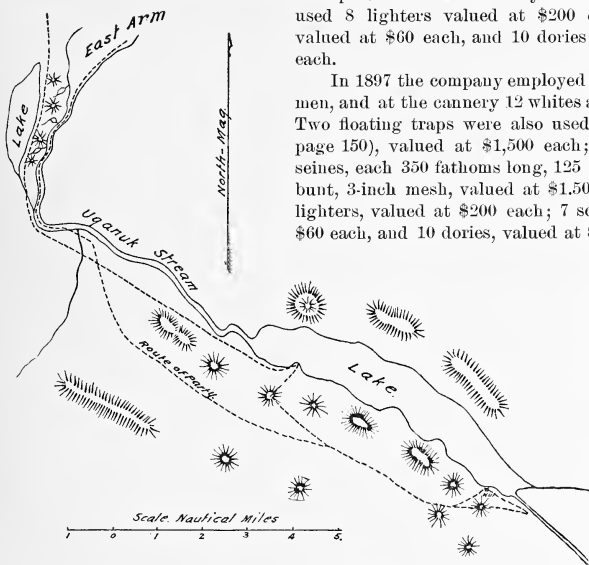 used 8 lighters valued at $200
valued at $60 each, and 10 dories
each.
In 1897 the company employed
men, and at the cannery 12 whites
Two floating traps were also used
page 150), valued at $1,500 each;
seines, each 350 fathoms long, 125
bunt, 3-inch mesh, valued at $1.50
lighters, valued at $200 each; 7
$60 each, and 10 dories, valued at
East Arm
Lake
North-Mag.
Uganuk Stream
Lake.
Route of party
Scale. Nautical Miles
1 0 1 2 3 4 5.